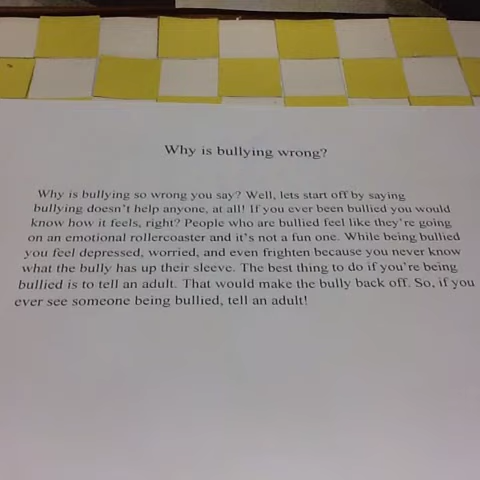 Why is bullying wrong?
Why is bullying so wrong you say? Well, lets start off by saying
bullying doesn't help anyone, at all! If you ever been bullied you would
know how it feels, right? People who are bullied feel like they're going
on an emotional rollercoaster and it's not a fun one. While being bullied
you feel depressed, worried, and even frighten because you never know
what the bully has up their sleeve. The best thing to do if you're being
bullied is to tell an adult. That would make the bully back off. So, if you
ever see someone being bullied, tell an adult!